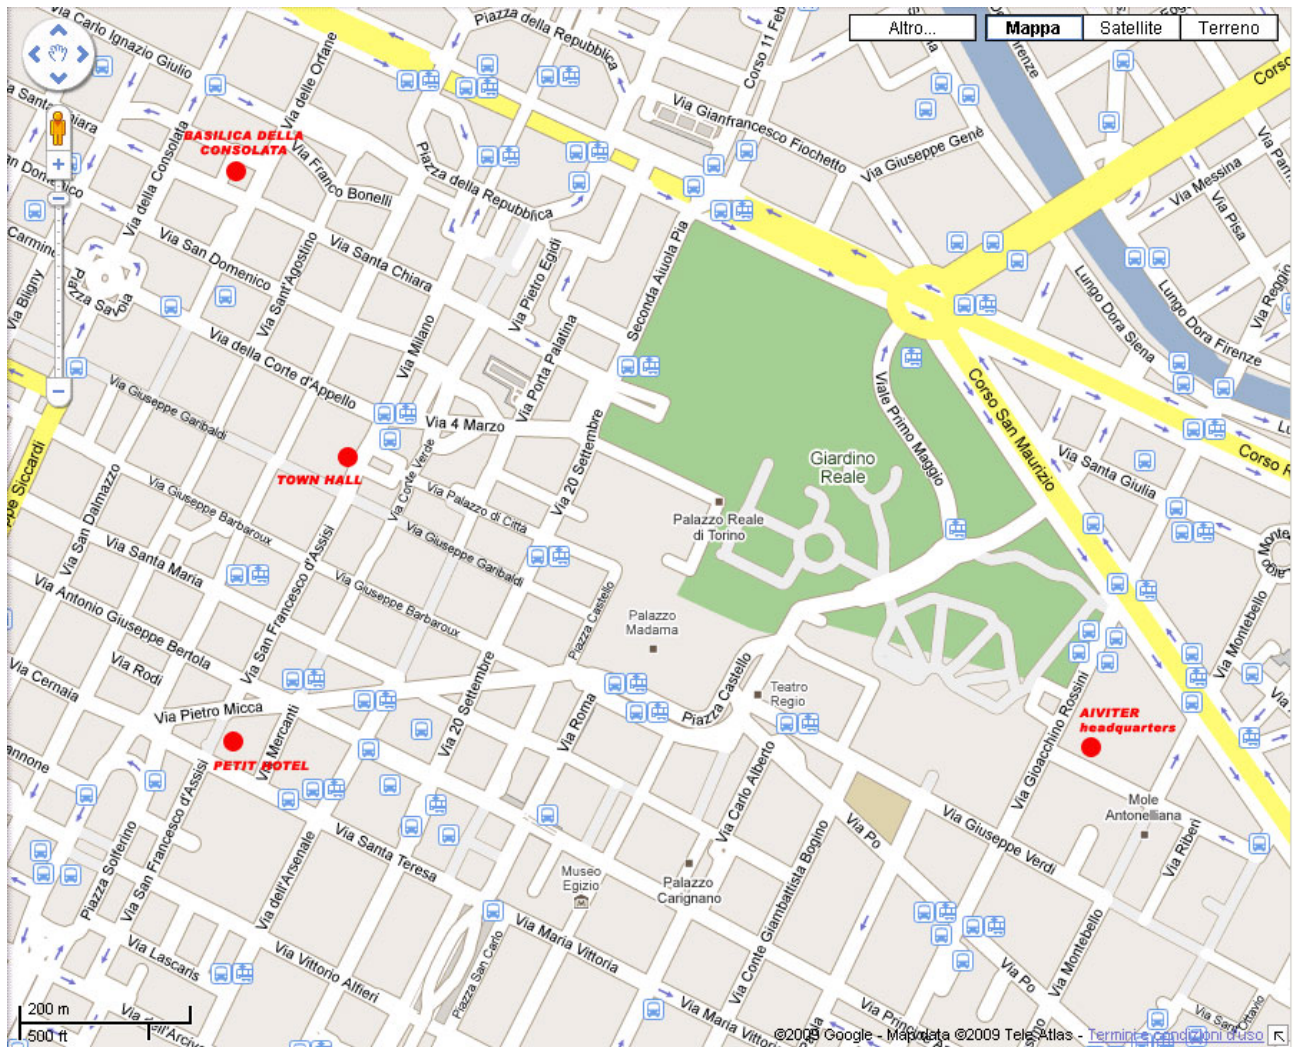 Piazza della Repubblica
Corso 11 Feb
Altro...
Mappa
Satellite
Terreno
Via Carlo Ignazio Giulio
Via delle Orfane
Via Gianfrancesco Fiochetto
Via Giuseppe Genè
Corso
BASILICA DELLA
CONSOLATA
Via della Consolata
Via Franco Bonelli
Piazza della Repubblica
Via Messina
Via Pisa
Via San Domenico
Via Sant'Agostino
Via Santa Chiara
Via Pietro Egidi
Seconda Aiuola Pia
Via Bligny
Lungo Dora Siena
Lungo Dora Firenze
Via Reggio
Via della Corte d'Appello
Via Milano
Via Porta Palatina
Viale Primo Maggio
Corso San Maurizio
Via Giuseppe Garibaldi
Via 4 Marzo
Via 20 Settembre
Giardino
Reale
Via Santa Giulia
Corso R
TOWN HALL
Via Corte Verde
Via Palazzo di Città
Via San Dalmazzo
Via Giuseppe Barbaroux
Via Giuseppe Garibaldi
Palazzo Reale
di Torino
Via Santa Maria
Via San Francesco d'Assisi
Via Giuseppe Barbaroux
Piazza Castello
Palazzo
Madama
Via Montebello
Via Antonio Giuseppe Bertola
Via Rodi
Via Cernaia
Via Pietro Micca
Via Mercanti
Via 20 Settembre
Via Roma
Piazza Castello
Teatro
Regio
Via Gioacchino Rossini
AIVITER
headquarters
PETIT HOTEL
Via San Francesco d'Assisi
Piazza Solferino
Via dell'Arsenale
Via Santa Teresa
Via Carlo Alberto
Via Po
Via Giuseppe Verdi
Mole
Antonelliana
Via Riberi
Museo
Egizio
Palazzo
Carignano
Via Conte Giambattista Bogino
Via Lascaris
Via Vittorio Alfieri
Piazza San Carlo
Via Maria Vittoria
Via Maria Vittoria
Via Po
Via Montebello
200 m
500 ft
©2009 Google - Map data ©2009 Tele Atlas - Termini e condizioni d'uso